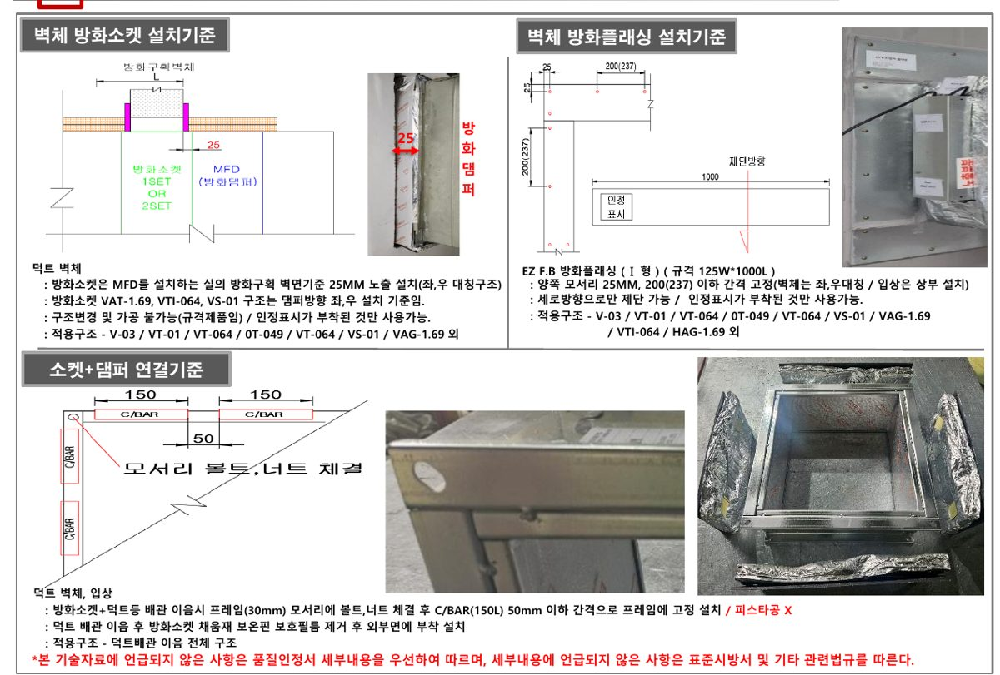 벽체 방화소켓 설치기준
방화구획벽체
L
25
방화소켓
1SET
OR
2SET
MFD
(방화댐퍼)
25
방화댐퍼
덕트 벽체
: 방화소켓은 MFD를 설치하는 실의 방화구획 벽면기준 25MM 노출 설치(좌,우 대칭구조)
: 방화소켓 VAT-1.69, VTI-064, VS-01 구조는 댐퍼방향 좌,우 설치 기준임.
: 구조변경 및 가공 불가능(규격제품임) / 인정표시가 부착된 것만 사용가능.
: 적용구조 - V-03 / VT-01 / VT-064 / 0T-049 / VT-064 / VS-01 / VAG-1.69 외
벽체 방화플래싱 설치기준
25
200(237)
25
200(237)
제단방향
1000
인정
표시
EZ F.B 방화플래싱 ( I 형 ) ( 규격 125W*1000L )
: 양쪽 모서리 25MM, 200(237) 이하 간격 고정(벽체는 좌,우대칭 / 입상은 상부 설치)
: 세로방향으로만 제단 가능 / 인정표시가 부착된 것만 사용가능.
: 적용구조 - V-03 / VT-01 / VT-064 / 0T-049 / VT-064 / VS-01 / VAG-1.69
/ VTI-064 / HAG-1.69 외
소켓+댐퍼 연결기준
150
150
C/BAR
C/BAR
50
C/BAR
모서리 볼트,너트 체결
C/BAR
덕트 벽체, 입상
: 방화소켓+덕트등 배관 이음시 프레임(30mm) 모서리에 볼트,너트 체결 후 C/BAR(150L) 50mm 이하 간격으로 프레임에 고정 설치 / 피스타공 X
: 덕트 배관 이음 후 방화소켓 채움재 보온핀 보호필름 제거 후 외부면에 부착 설치
: 적용구조 - 덕트배관 이음 전체 구조
*본 기술자료에 언급되지 않은 사항은 품질인정서 세부내용을 우선하여 따르며, 세부내용에 언급되지 않은 사항은 표준시방서 및 기타 관련법규를 따른다.